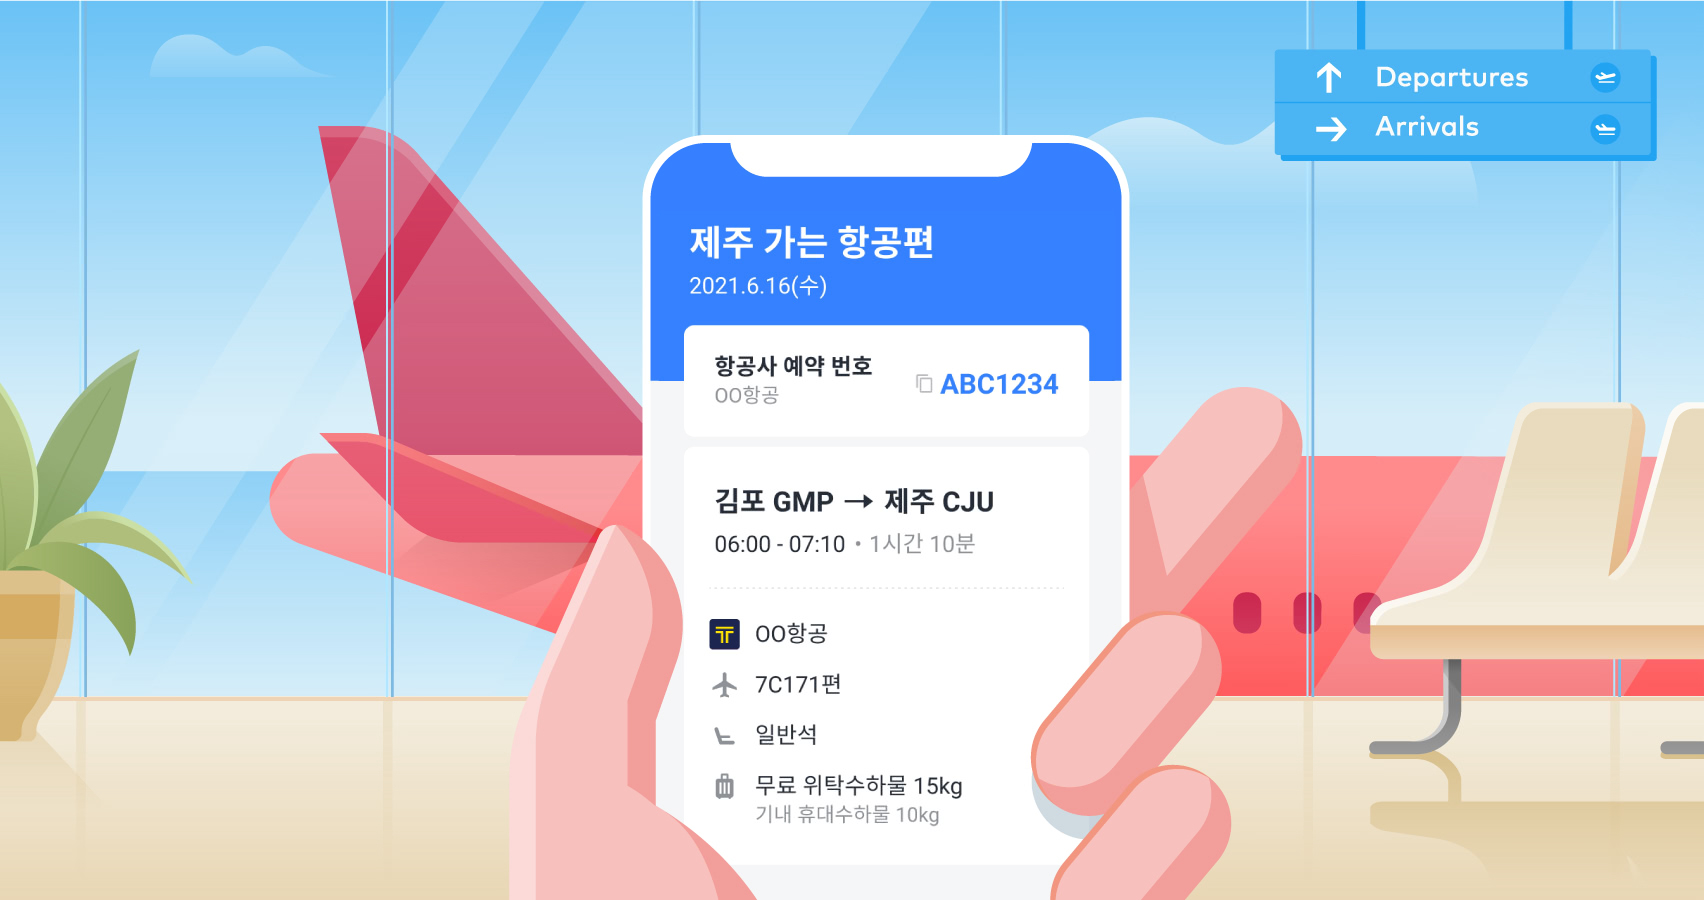 Departures
Arrivals
제주 가는 항공편
2021.6.16(수)
항공사 예약 번호
OO항공
ABC1234
김포 GMP → 제주 CJU
06:00 - 07:10 • 1시간 10분
OO항공
7C171편
일반석
무료 위탁수하물 15kg
기내 휴대수하물 10kg